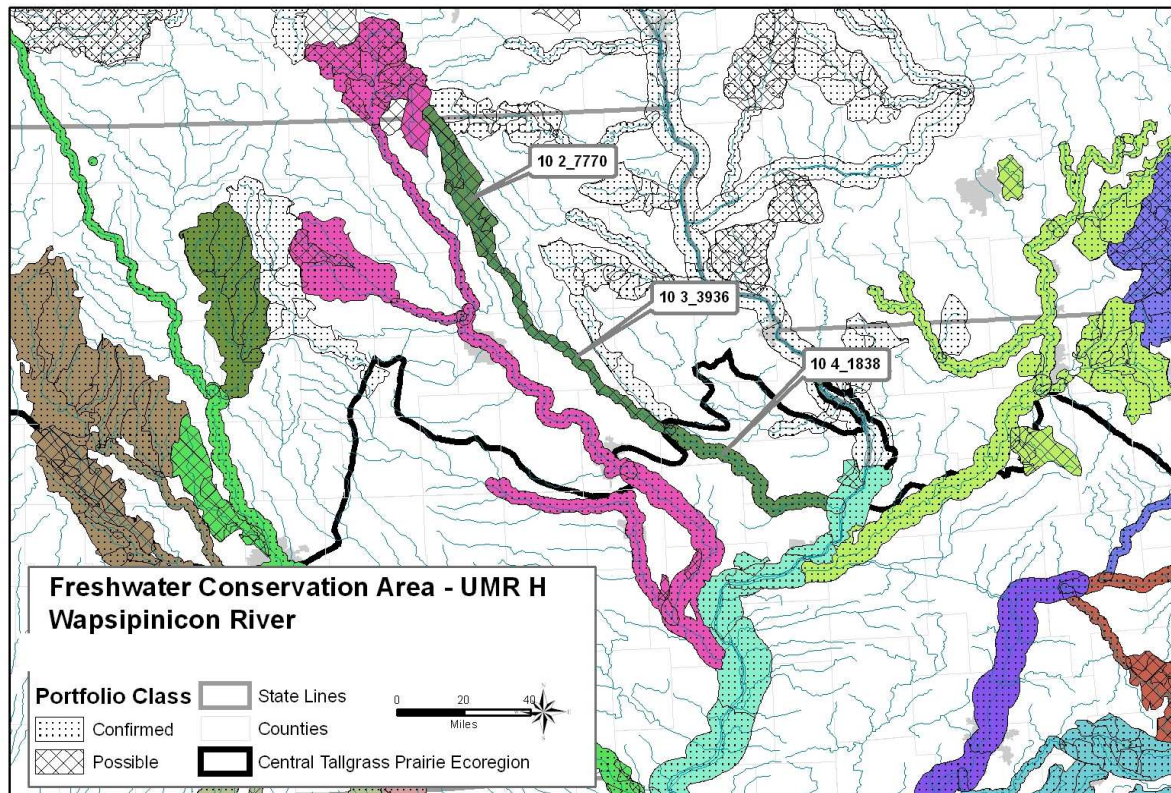 10 2_7770
10 3_3936
10 4_1838
Freshwater Conservation Area - UMR H
Wapsipinicon River
Portfolio Class
Confirmed
Possible
State Lines
Counties
Central Tallgrass Prairie Ecoregion
0 20 40
Miles